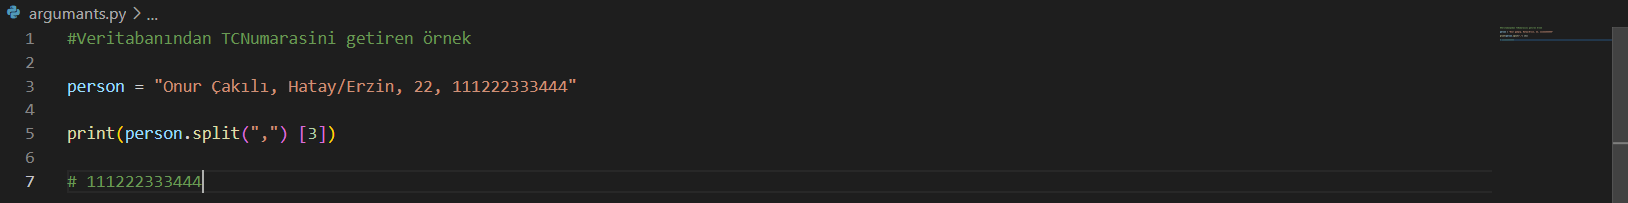 argumants.py > ...
1 #Veritabanından TCNumarasini getiren örnek
2
3 person = "Onur Çakılı, Hatay/Erzin, 22, 111222333444"
4
5 print(person.split(",") [3])
6
7 # 111222333444